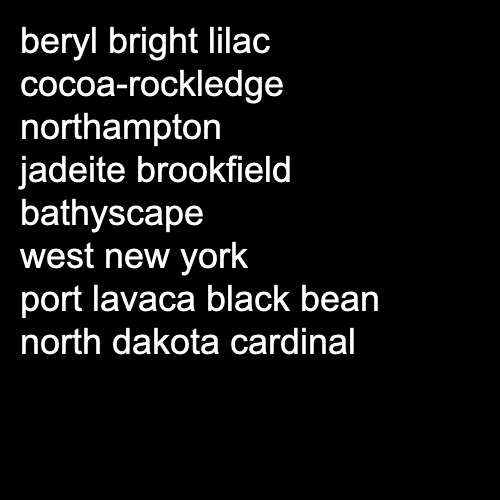 beryl bright lilac
cocoa-rockledge
northampton
jadeite brookfield
bathyscape
west new york
port lavaca black bean
north dakota cardinal